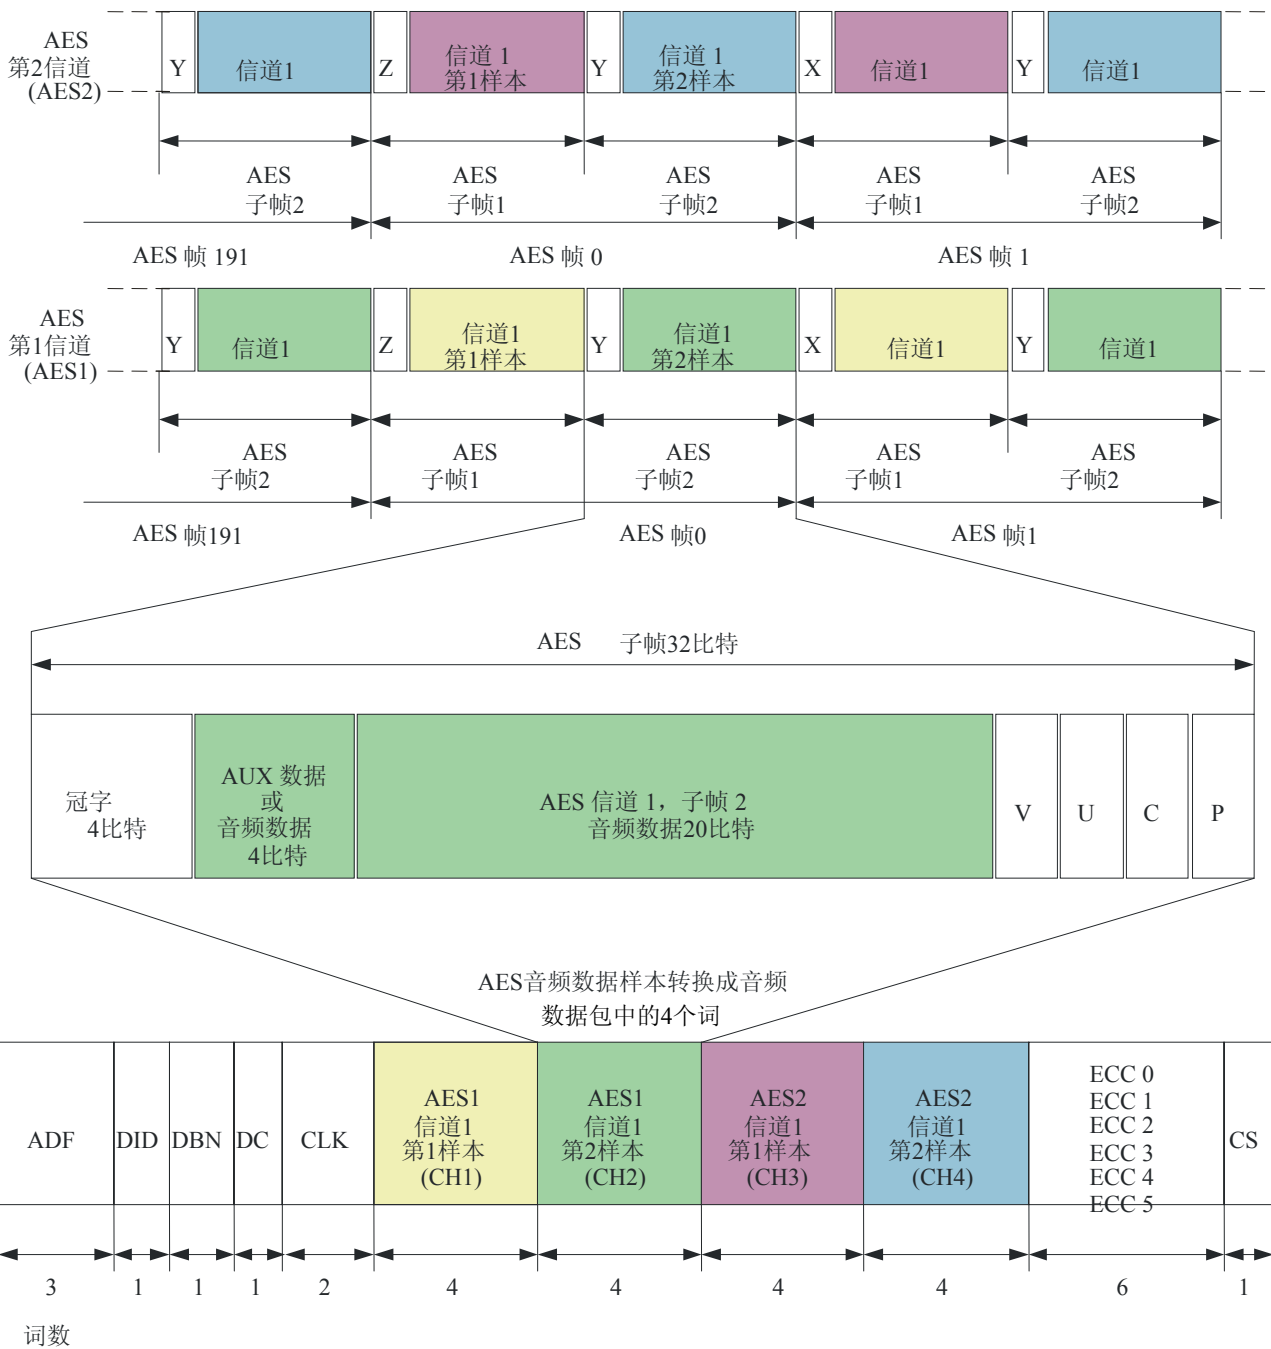 AES
第2信道
(AES2)
Y
信道1
Z
信道 1
第1样本
Y
信道 1
第2样本
X
信道1
Y
信道1
AES
子帧2
AES
子帧1
AES
子帧2
AES
子帧1
AES
子帧2
AES 帧 191
AES 帧 0
AES 帧 1
AES
第1信道
(AES1)
Y
信道1
Z
信道1
第1样本
Y
信道1
第2样本
X
信道1
Y
信道1
AES
子帧2
AES
子帧1
AES
子帧2
AES
子帧1
AES
子帧2
AES 帧191
AES 帧0
AES 帧1
AES 子帧32比特
冠字
4比特
AUX 数据
或
音频数据
4比特
AES 信道 1，子帧 2
音频数据20比特
V
U
C
P
AES音频数据样本转换成音频
数据包中的4个词
ADF
DID
DBN
DC
CLK
AES1
信道1
第1样本
(CH1)
AES1
信道1
第2样本
(CH2)
AES2
信道1
第1样本
(CH3)
AES2
信道1
第2样本
(CH4)
ECC 0
ECC 1
ECC 2
ECC 3
ECC 4
ECC 5
CS
3
1
1
1
2
4
4
4
4
6
1
词数